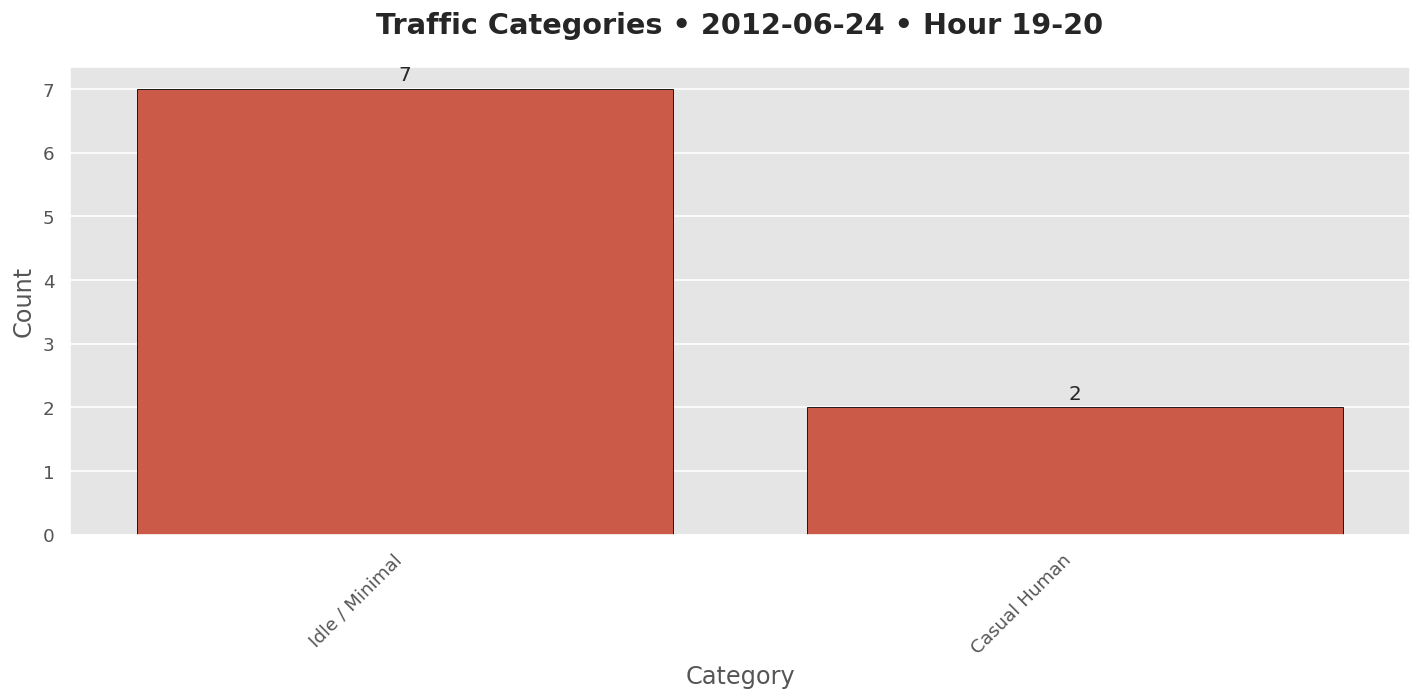 Traffic Categories • 2012-06-24 • Hour 19-20
7
2
7
6
5
4
3
2
1
0
Count
Idle / Minimal
Casual Human
Category